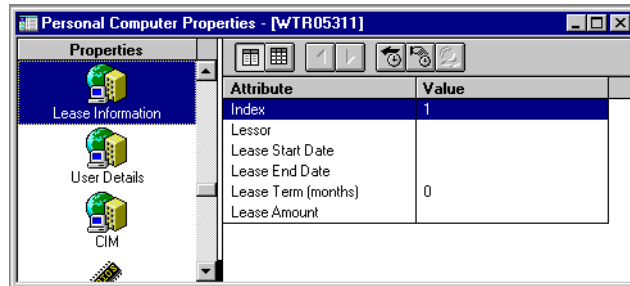 Personal Computer Properties - [WTR05311]
Properties
Lease Information
User Details
CIM
Attribute Value
Index 1
Lessor
Lease Start Date
Lease End Date
Lease Term (months) 0
Lease Amount